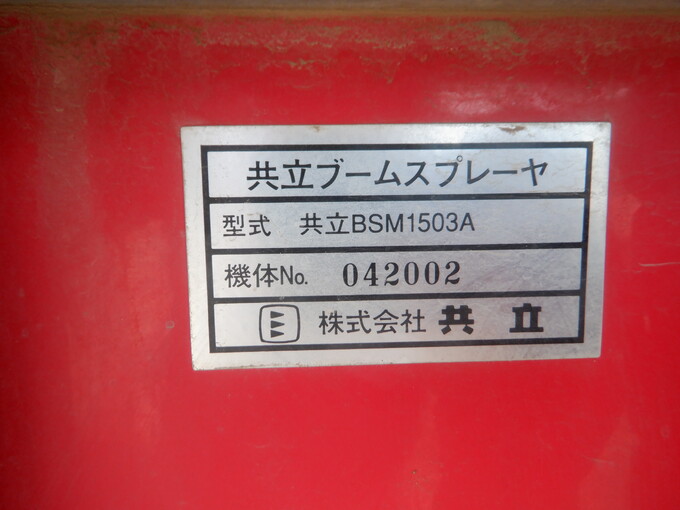 共立ブームスプレーヤ
型式 共立BSM1503A
機体No. 042002
株式会社 共立